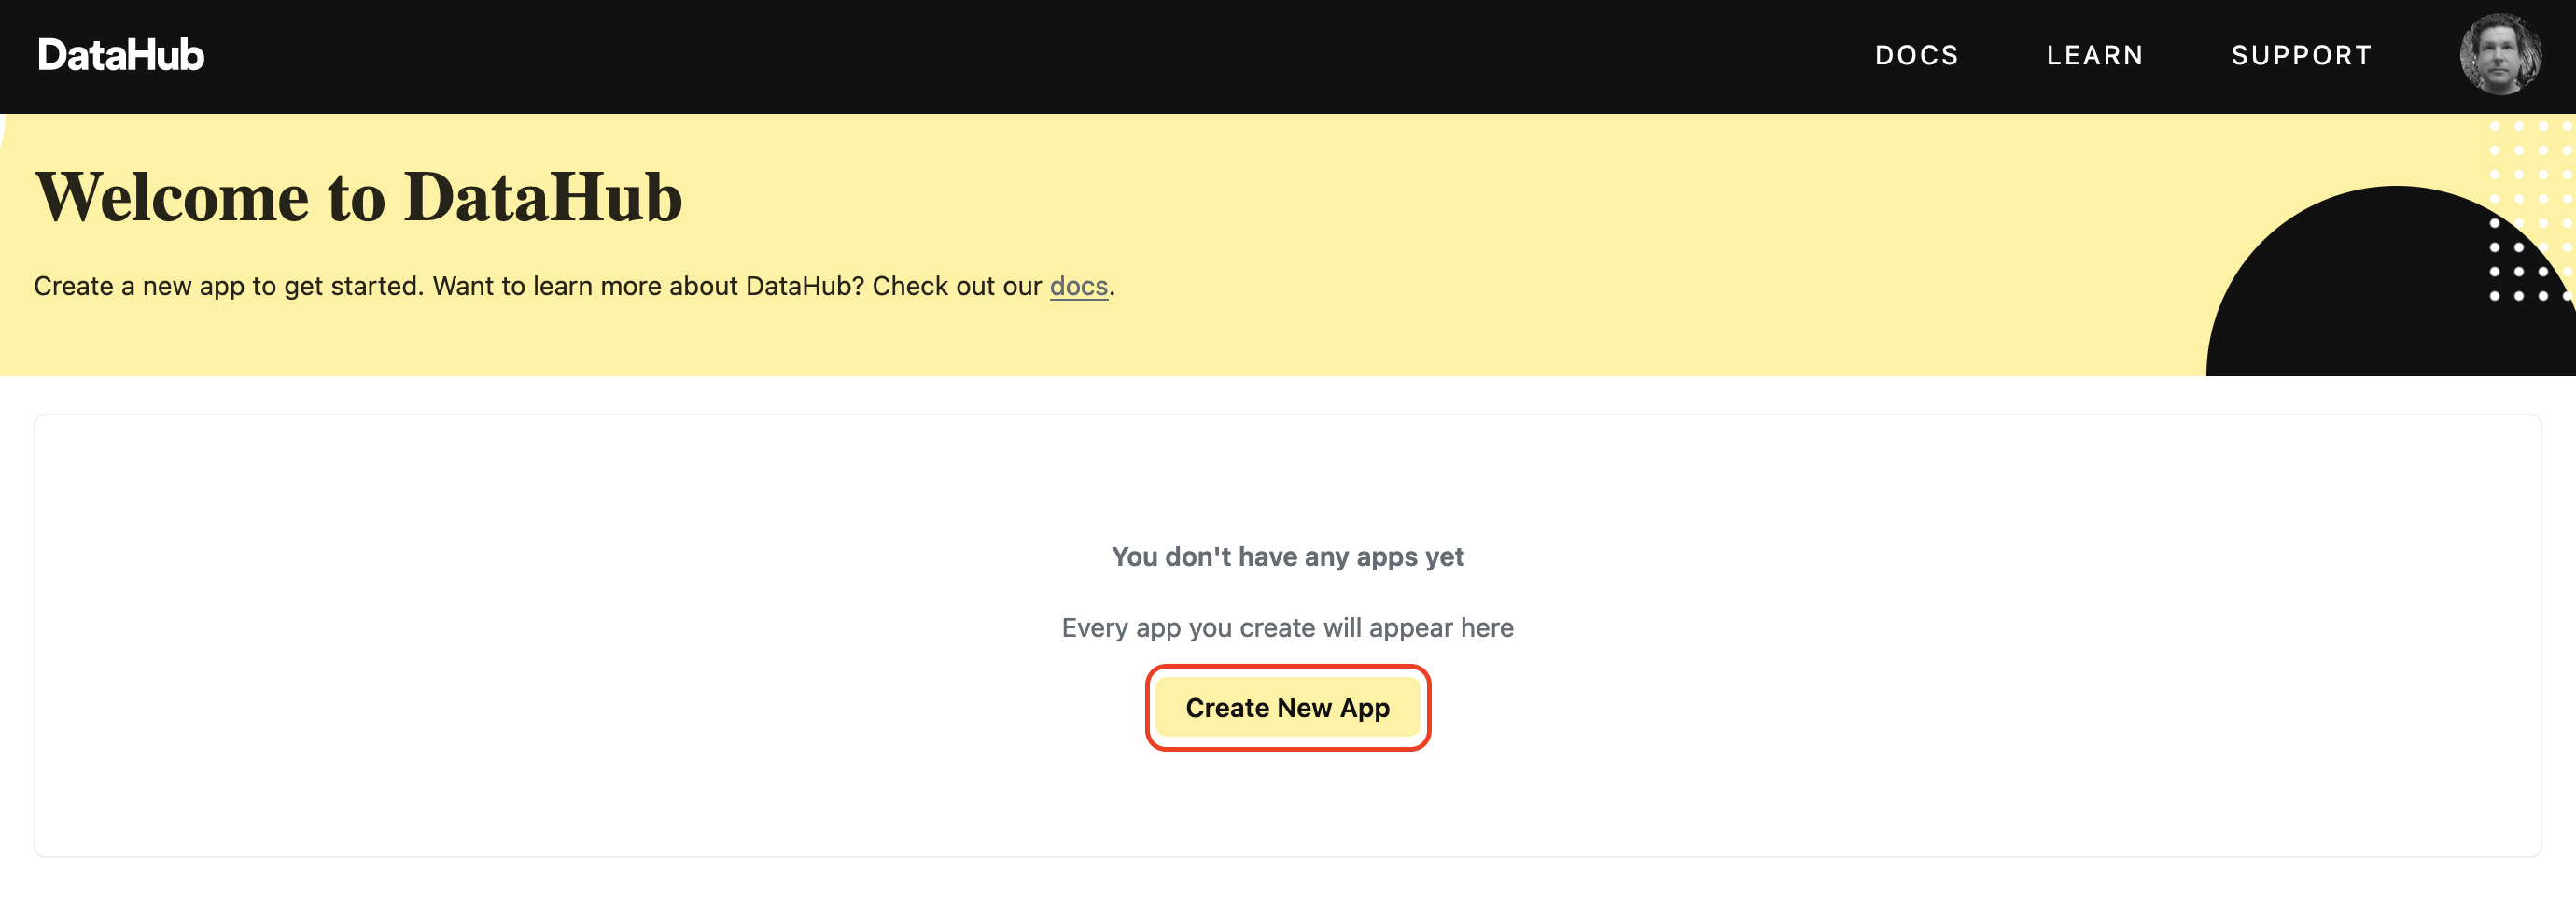 DataHub
DOCS LEARN SUPPORT
Welcome to DataHub
Create a new app to get started. Want to learn more about DataHub? Check out our docs.
You don't have any apps yet
Every app you create will appear here
Create New App